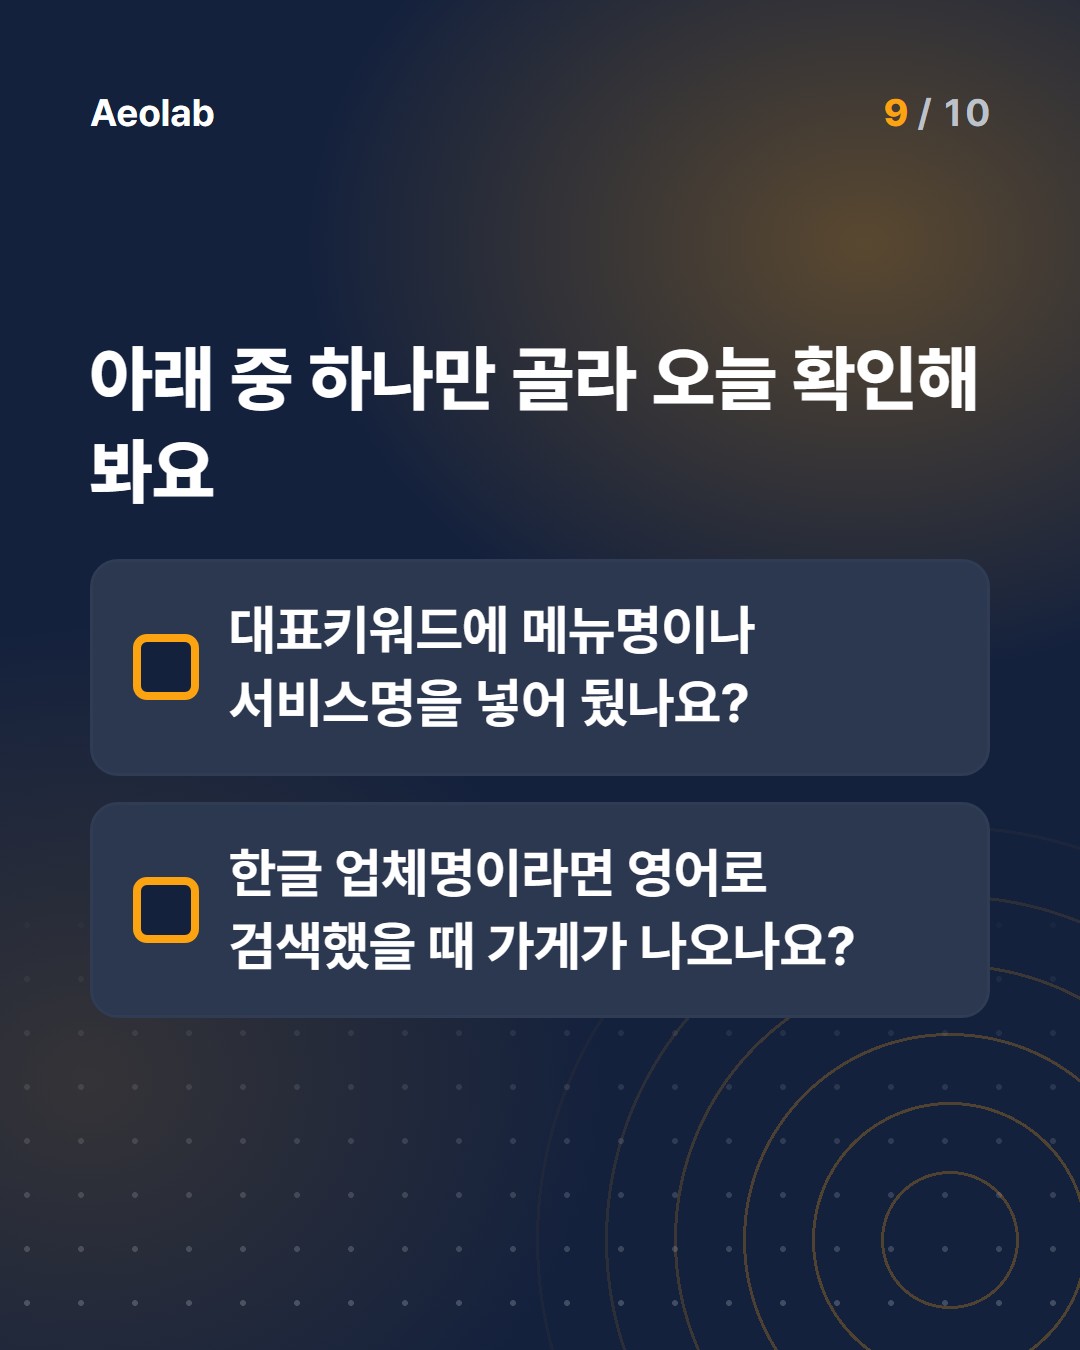 Aeolab
9 / 10
아래 중 하나만 골라 오늘 확인해
봐요
대표키워드에 메뉴명이나
서비스명을 넣어 뒀나요?
한글 업체명이라면 영어로
검색했을 때 가게가 나오나요?